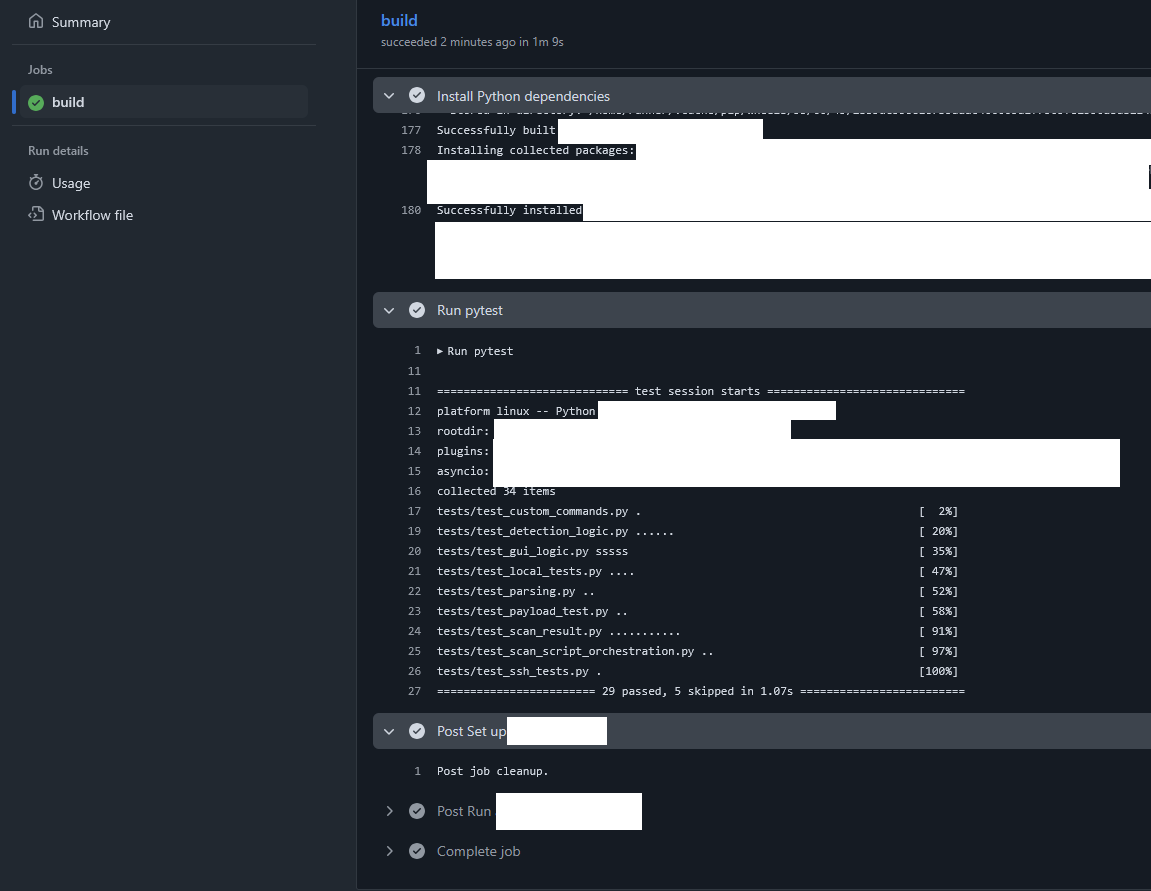 Summary
Jobs
build
Run details
Usage
Workflow file
build
succeeded 2 minutes ago in 1m 9s
Install Python dependencies
177 Successfully built
178 Installing collected packages:
180 Successfully installed
Run pytest
1 ▶ Run pytest
11
11 ============================= test session starts ==============================
12 platform linux -- Python
13 rootdir:
14 plugins:
15 asyncio:
16 collected 34 items
17 tests/test_custom_commands.py . [  2%]
19 tests/test_detection_logic.py ...... [ 20%]
20 tests/test_gui_logic.py sssss [ 35%]
21 tests/test_local_tests.py .... [ 47%]
22 tests/test_parsing.py .. [ 52%]
23 tests/test_payload_test.py .. [ 58%]
24 tests/test_scan_result.py ........... [ 91%]
25 tests/test_scan_script_orchestration.py .. [ 97%]
26 tests/test_ssh_tests.py . [100%]
27 ======================== 29 passed, 5 skipped in 1.07s =========================
Post Set up
1 Post job cleanup.
Post Run
Complete job